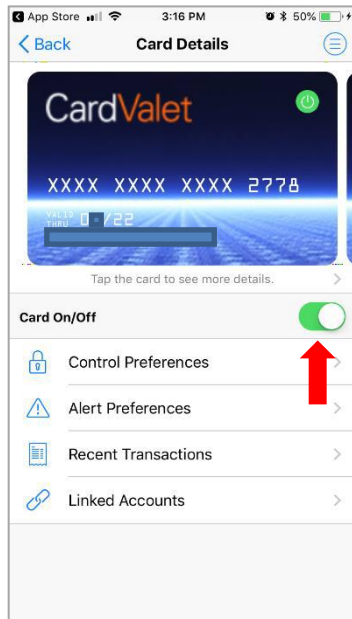 App Store 3:16 PM 50%
Back Card Details
CardValet
XXXX XXXX XXXX 2778
VALID
THRU 0 /22
Tap the card to see more details.
Card On/Off
Control Preferences
Alert Preferences
Recent Transactions
Linked Accounts